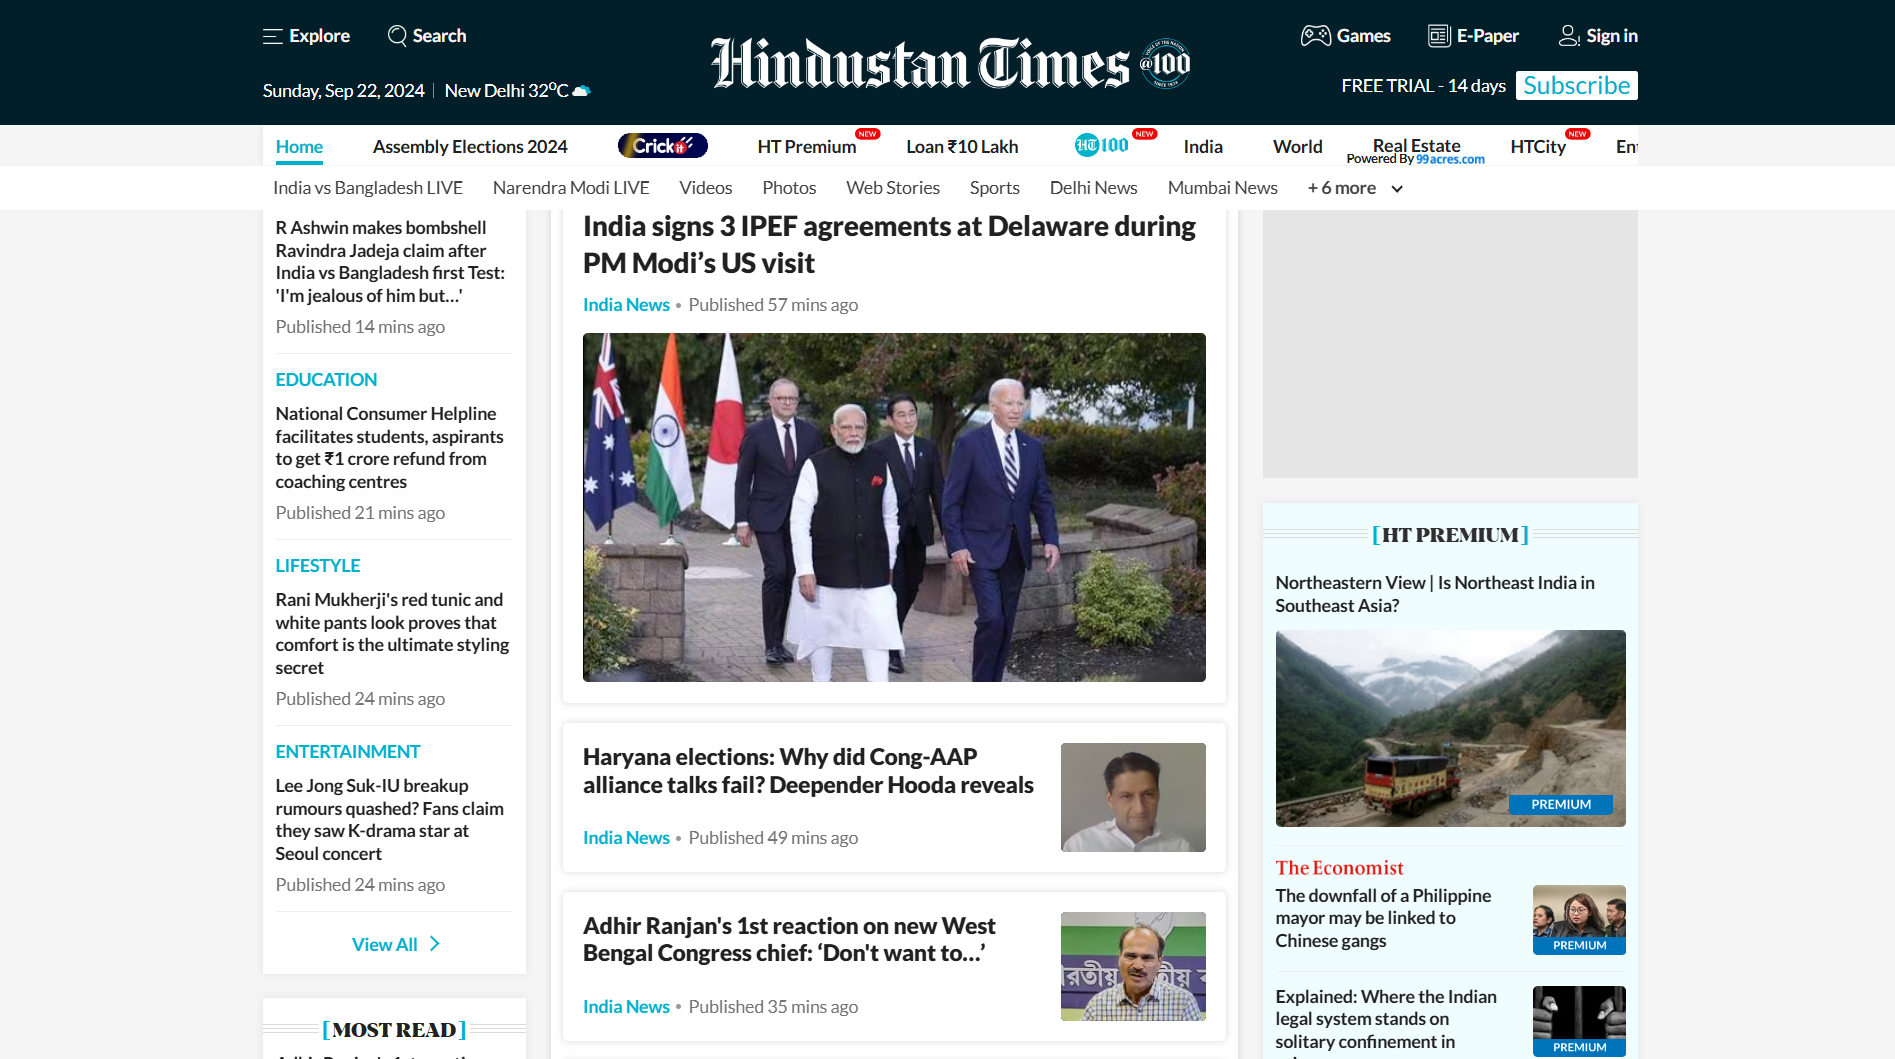 Explore
Search
Hindustan Times @100
Games
E-Paper
Sign in
Sunday, Sep 22, 2024
New Delhi 32⁰C
FREE TRIAL - 14 days
Subscribe
Home
Assembly Elections 2024
Crickit
HT Premium
NEW
Loan ₹10 Lakh
HT 100
NEW
India
World
Real Estate
Powered By 99acres.com
HTCity
NEW
India vs Bangladesh LIVE
Narendra Modi LIVE
Videos
Photos
Web Stories
Sports
Delhi News
Mumbai News
+ 6 more
R Ashwin makes bombshell
Ravindra Jadeja claim after
India vs Bangladesh first Test:
'I'm jealous of him but…'
Published 14 mins ago
EDUCATION
National Consumer Helpline
facilitates students, aspirants
to get ₹1 crore refund from
coaching centres
Published 21 mins ago
LIFESTYLE
Rani Mukherji's red tunic and
white pants look proves that
comfort is the ultimate styling
secret
Published 24 mins ago
ENTERTAINMENT
Lee Jong Suk-IU breakup
rumours quashed? Fans claim
they saw K-drama star at
Seoul concert
Published 24 mins ago
View All
[MOST READ]
India signs 3 IPEF agreements at Delaware during
PM Modi’s US visit
India News • Published 57 mins ago
Haryana elections: Why did Cong-AAP
alliance talks fail? Deepender Hooda reveals
India News • Published 49 mins ago
Adhir Ranjan's 1st reaction on new West
Bengal Congress chief: ‘Don't want to…’
India News • Published 35 mins ago
[HT PREMIUM]
Northeastern View | Is Northeast India in
Southeast Asia?
PREMIUM
The Economist
The downfall of a Philippine
mayor may be linked to
Chinese gangs
PREMIUM
Explained: Where the Indian
legal system stands on
solitary confinement in
PREMIUM